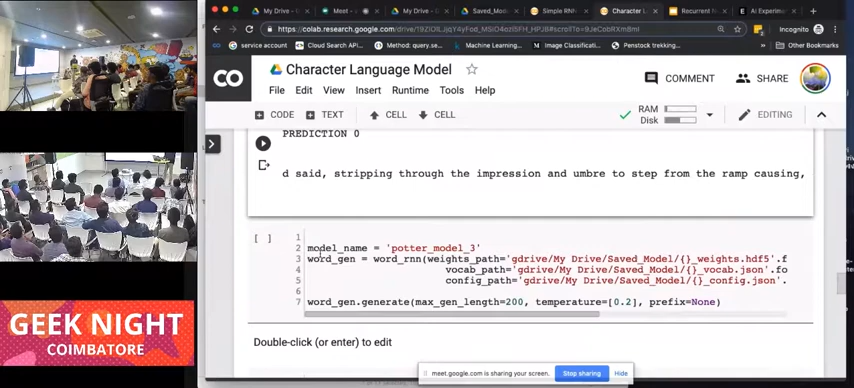 GEEK NIGHT
COIMBATORE
My Drive -
Meet -
My Drive -
Saved_Mode
Simple RNN
Character L
Recurrent N
AI Experime
https://colab.research.google.com/drive/
Incognito
service account
Cloud Search API...
Method: query.se...
Machine Learning...
Image Classificati...
Penstock trekking...
Other Bookmarks
CO
Character Language Model
File Edit View Insert Runtime Tools Help
COMMENT
SHARE
CODE TEXT CELL CELL
RAM
Disk
EDITING
PREDICTION 0
d said, stripping through the impression and umbre to step from the ramp causing,
[ ]
1
2 model_name = 'potter_model_3'
3 word_gen = word_rnn(weights_path='gdrive/My Drive/Saved_Model/{}_weights.hdf5'.f
4 vocab_path='gdrive/My Drive/Saved_Model/{}_vocab.json'.fo
5 config_path='gdrive/My Drive/Saved_Model/{}_config.json'.
6
7 word_gen.generate(max_gen_length=200, temperature=[0.2], prefix=None)
Double-click (or enter) to edit
meet.google.com is sharing your screen.
Stop sharing
Hide